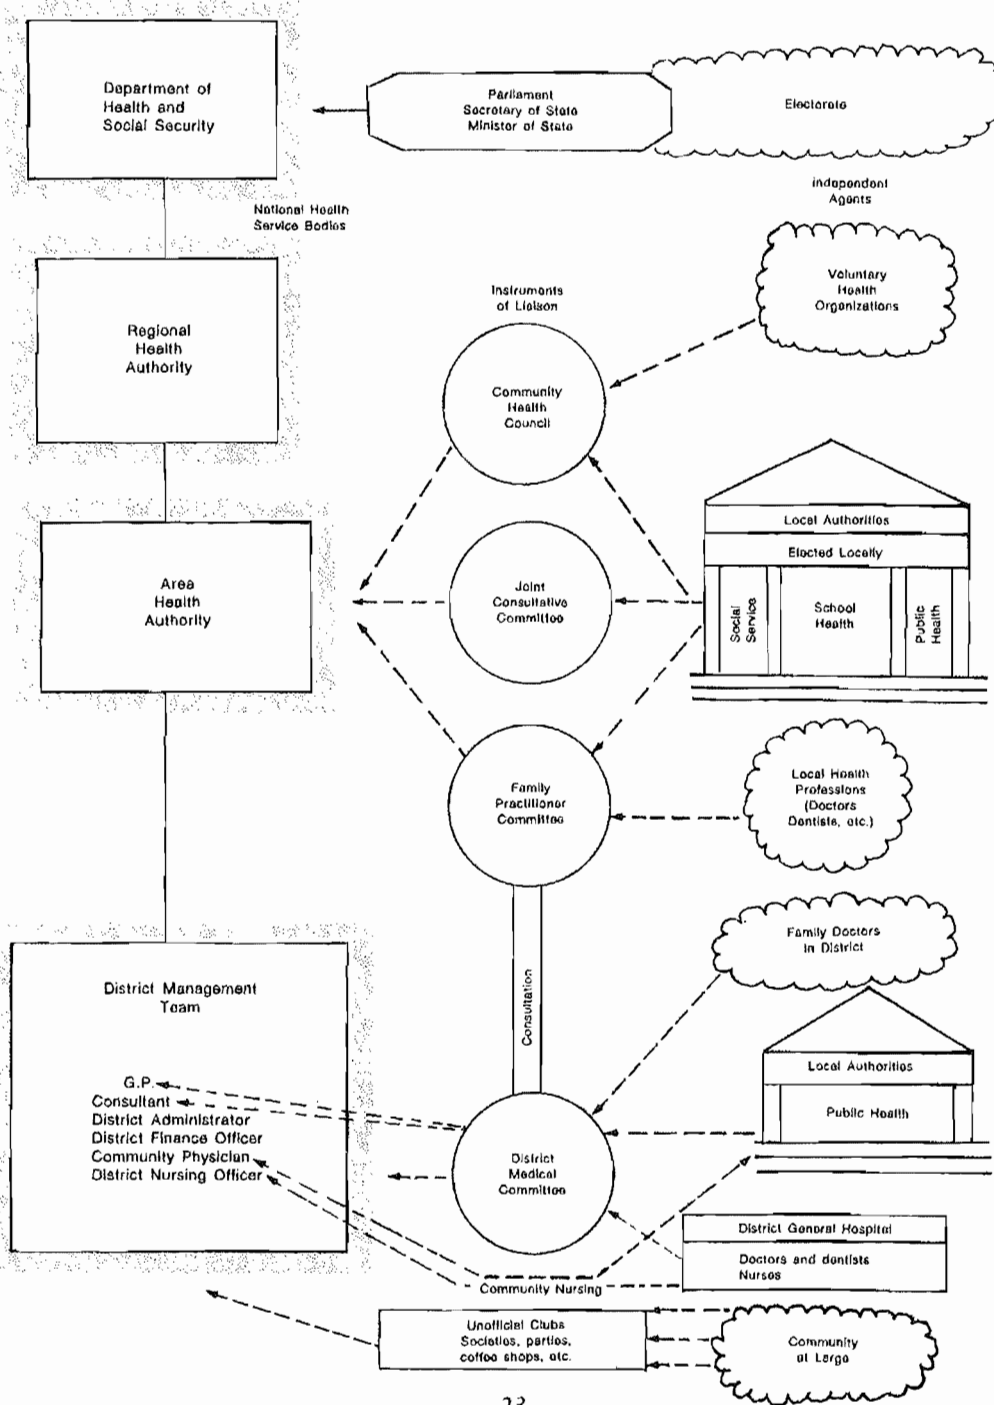 Department of
Health and
Social Security
Parliament
Secretary of State
Minister of State
Electorate
Independent
Agents
National Health
Service Bodies
Voluntary
Health
Organizations
Regional
Health
Authority
Instruments
of Liaison
Community
Health
Council
Local Authorities
Elected Locally
Social
Service
School
Health
Public
Health
Area
Health
Authority
Joint
Consultative
Committee
Family
Practitioner
Committee
Local Health
Professions
(Doctors
Dentists, etc.)
Consultation
Family Doctors
in District
District Management
Team
G.P.
Consultant
District Administrator
District Finance Officer
Community Physician
District Nursing Officer
Local Authorities
Public Health
District
Medical
Committee
District General Hospital
Doctors and dentists
Nurses
Community Nursing
Unofficial Clubs
Societies, parties,
coffee shops, etc.
Community
at Large
23